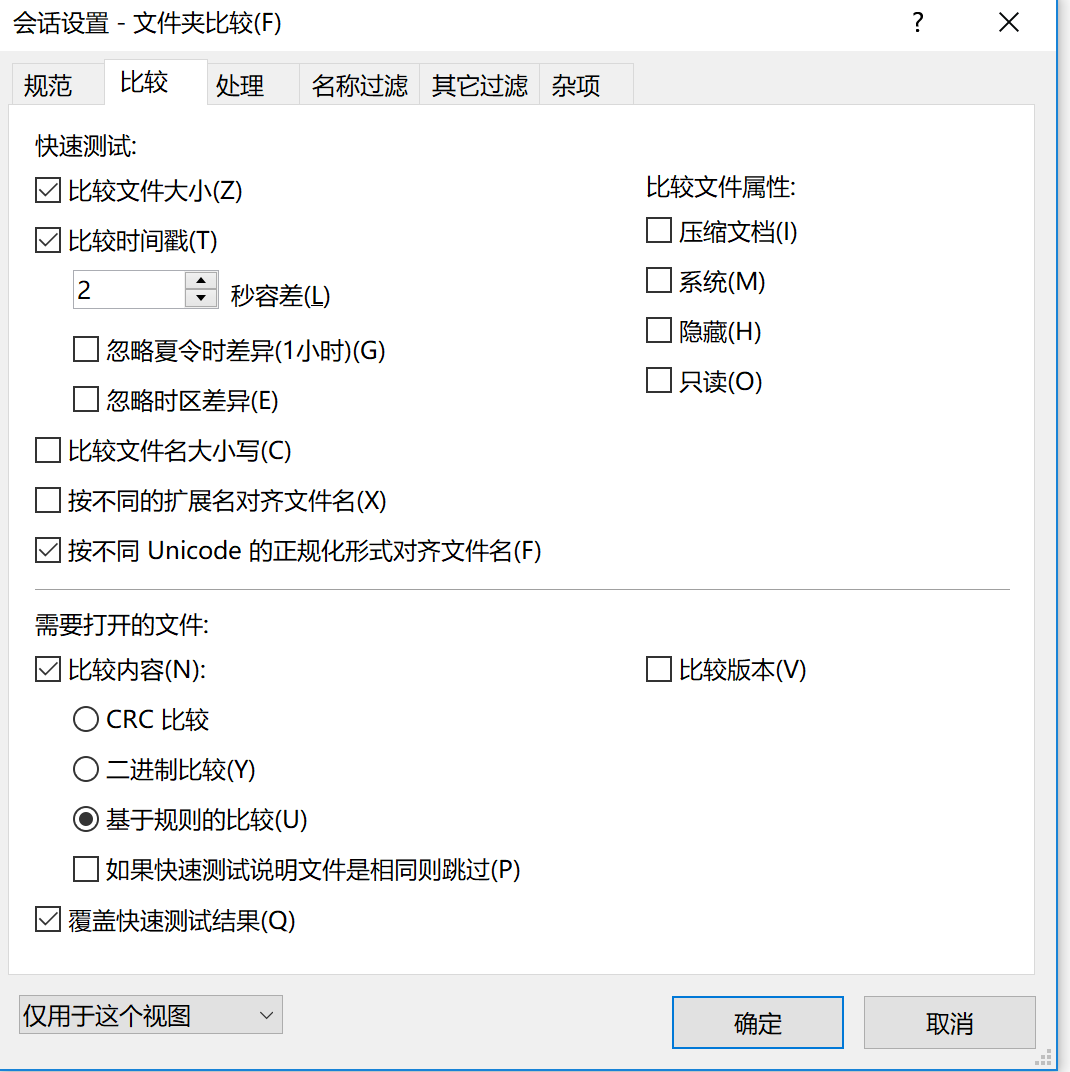 会话设置 - 文件夹比较(F)
规范 比较 处理 名称过滤 其它过滤 杂项
快速测试:
比较文件大小(Z)
比较时间戳(T)
2 秒容差(L)
忽略夏令时差异(1小时)(G)
忽略时区差异(E)
比较文件名大小写(C)
按不同的扩展名对齐文件名(X)
按不同 Unicode 的正规化形式对齐文件名(F)
比较文件属性:
压缩文档(I)
系统(M)
隐藏(H)
只读(O)
需要打开的文件:
比较内容(N):
CRC 比较
二进制比较(Y)
基于规则的比较(U)
如果快速测试说明文件是相同则跳过(P)
覆盖快速测试结果(Q)
比较版本(V)
仅用于这个视图
确定
取消